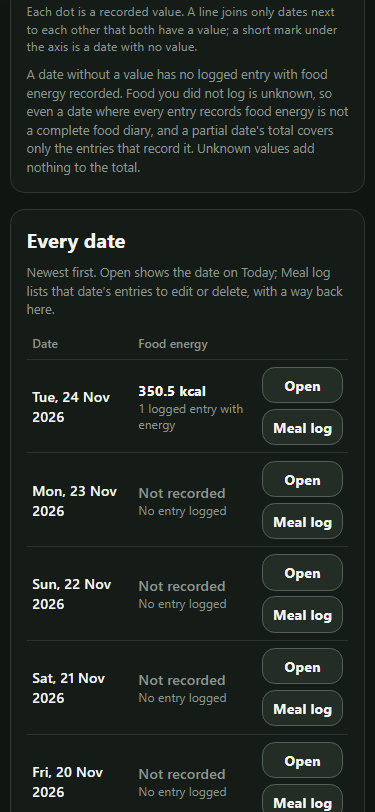 Each dot is a recorded value. A line joins only dates next
to each other that both have a value; a short mark under
the axis is a date with no value.
A date without a value has no logged entry with food
energy recorded. Food you did not log is unknown, so
even a date where every entry records food energy is not
a complete food diary, and a partial date's total covers
only the entries that record it. Unknown values add
nothing to the total.
Every date
Newest first. Open shows the date on Today; Meal log
lists that date's entries to edit or delete, with a way back
here.
Date Food energy
Tue, 24 Nov
2026
350.5 kcal
1 logged entry with
energy
Open
Meal log
Mon, 23 Nov
2026
Not recorded
No entry logged
Open
Meal log
Sun, 22 Nov
2026
Not recorded
No entry logged
Open
Meal log
Sat, 21 Nov
2026
Not recorded
No entry logged
Open
Meal log
Fri, 20 Nov
2026
Not recorded
No entry logged
Open
Meal log